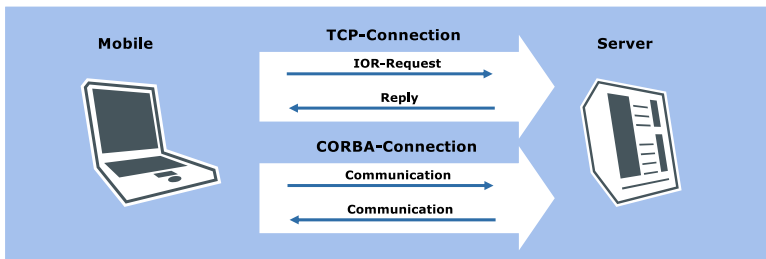 Mobile
TCP-Connection
Server
IOR-Request
Reply
CORBA-Connection
Communication
Communication